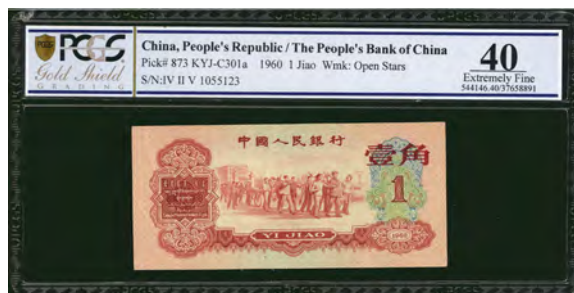 PCGS
Gold Shield
GRADING
China, People's Republic / The People's Bank of China
Pick# 873 KYJ-C301a 1960 1 Jiao Wmk: Open Stars
S/N:IV II V 1055123
40
Extremely Fine
544146.40/37658891
中國人民銀行
壹角
1
YI JIAO
1960